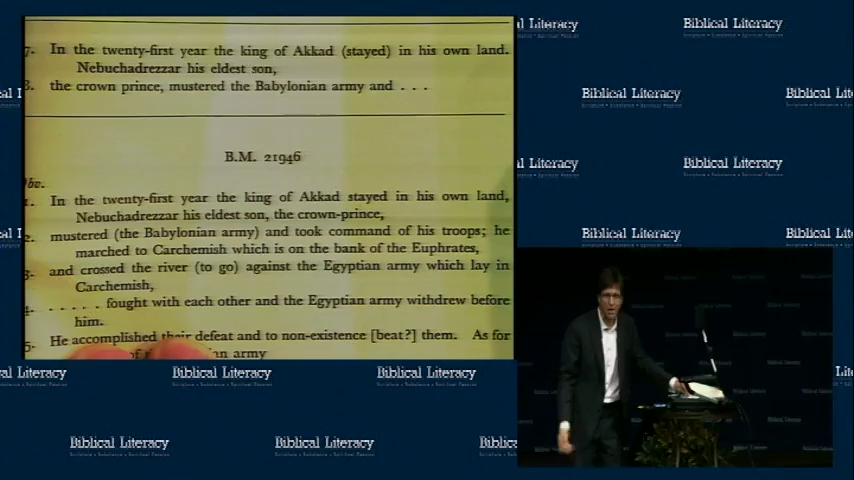 7. In the twenty-first year the king of Akkad (stayed) in his own land.
Nebuchadrezzar his eldest son,
8. the crown prince, mustered the Babylonian army and . . .
B.M. 21946
Obv.
1. In the twenty-first year the king of Akkad stayed in his own land,
Nebuchadrezzar his eldest son, the crown-prince,
2. mustered (the Babylonian army) and took command of his troops; he
marched to Carchemish which is on the bank of the Euphrates,
3. and crossed the river (to go) against the Egyptian army which lay in
Carchemish,
4. . . . . . fought with each other and the Egyptian army withdrew before
him.
5. He accomplished their defeat and to non-existence [beat?] them. As for
an army
Biblical Literacy
Biblical Literacy
Scripture • Substance • Spiritual Passion
Biblical Literacy
Biblical Literacy
Biblical Literacy
Biblical Literacy
Biblical Literacy
Biblical Literacy
Biblical Literacy
Biblical Literacy
Biblical Literacy
Biblical Literacy